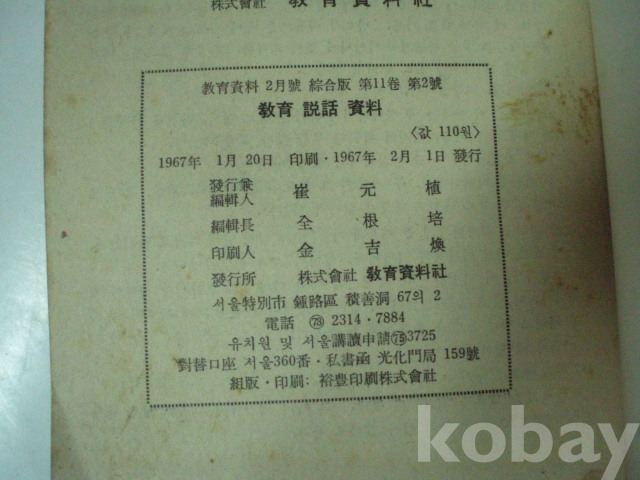 株式會社 教育資料社
教育資料 2月號 綜合版 第11卷 第2號
教育 説話 資料
〈값 110원〉
1967年 1月 20日 印刷・1967年 2月 1日 發行
發行兼
編輯人 崔元植
編輯長 全根培
印刷人 金吉煥
發行所 株式會社 教育資料社
서울特別市 鍾路區 積善洞 67의 2
電話 ㊆ 2314・7884
유치원 및 서울講讀申請 3725
對替口座 서울360番・私書函 光化門局 159號
組版・印刷: 裕豊印刷株式會社
kobay